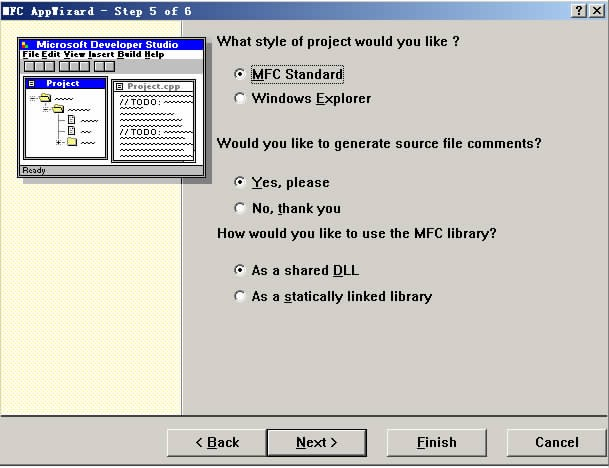 MFC AppWizard - Step 5 of 6
Microsoft Developer Studio
File Edit View Insert Build Help
Project
Project.cpp
// TODO:
// TODO:
Ready
What style of project would you like ?
MFC Standard
Windows Explorer
Would you like to generate source file comments?
Yes, please
No, thank you
How would you like to use the MFC library?
As a shared DLL
As a statically linked library
< Back
Next >
Finish
Cancel